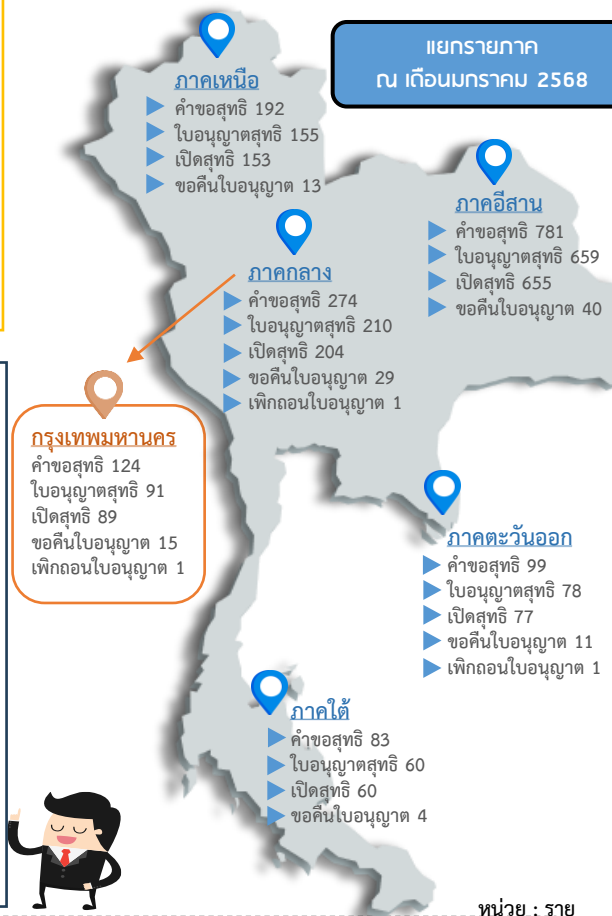 แยกรายภาค
ณ เดือนมกราคม 2568
ภาคเหนือ
คำขอสุทธิ 192
ใบอนุญาตสุทธิ 155
เปิดสุทธิ 153
ขอคืนใบอนุญาต 13
ภาคอีสาน
คำขอสุทธิ 781
ใบอนุญาตสุทธิ 659
เปิดสุทธิ 655
ขอคืนใบอนุญาต 40
ภาคกลาง
คำขอสุทธิ 274
ใบอนุญาตสุทธิ 210
เปิดสุทธิ 204
ขอคืนใบอนุญาต 29
เพิกถอนใบอนุญาต 1
กรุงเทพมหานคร
คำขอสุทธิ 124
ใบอนุญาตสุทธิ 91
เปิดสุทธิ 89
ขอคืนใบอนุญาต 15
เพิกถอนใบอนุญาต 1
ภาคตะวันออก
คำขอสุทธิ 99
ใบอนุญาตสุทธิ 78
เปิดสุทธิ 77
ขอคืนใบอนุญาต 11
เพิกถอนใบอนุญาต 1
ภาคใต้
คำขอสุทธิ 83
ใบอนุญาตสุทธิ 60
เปิดสุทธิ 60
ขอคืนใบอนุญาต 4
หน่วย : ราย